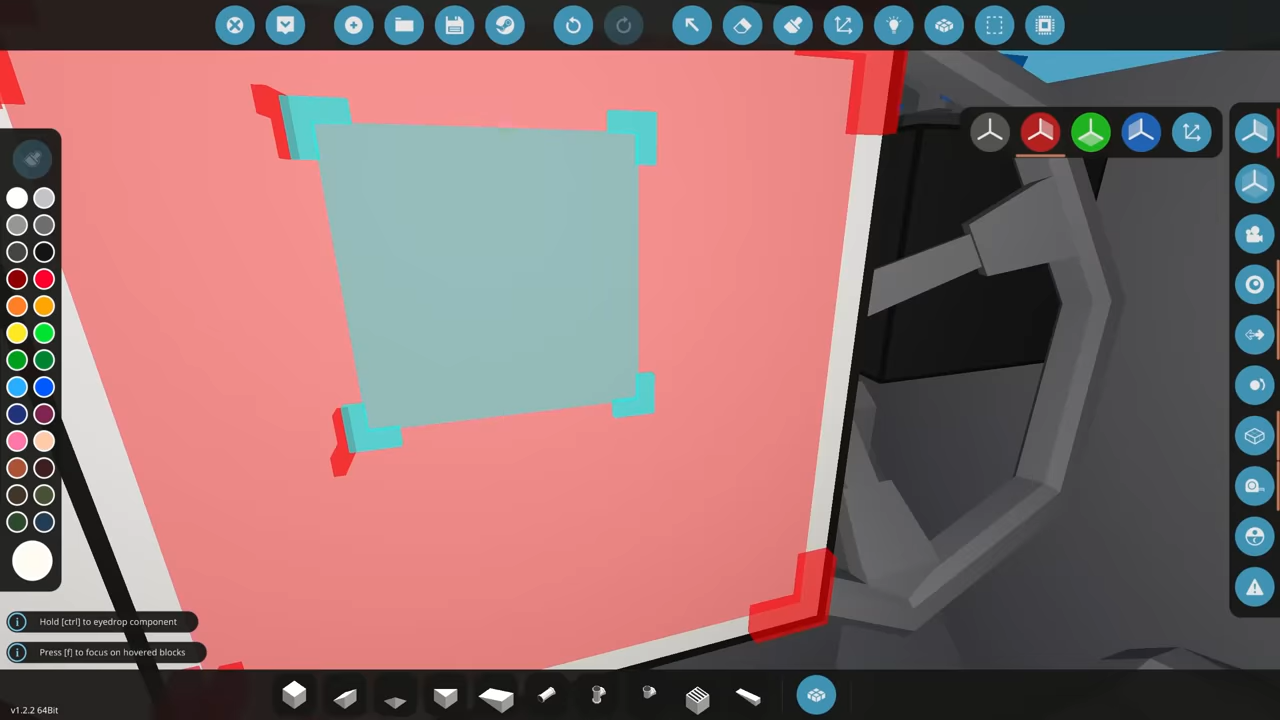 Hold [ctrl] to eyedrop component
Press [f] to focus on hovered blocks
v1.2.2 64Bit